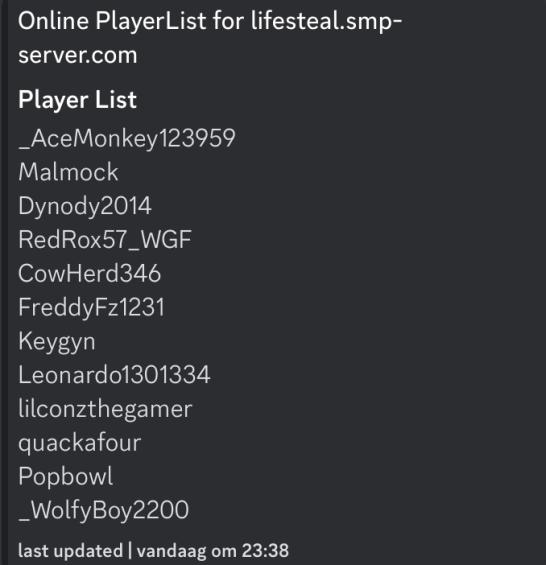 Online PlayerList for lifesteal.smp-
server.com
Player List
_AceMonkey123959
Malmock
Dynody2014
RedRox57_WGF
CowHerd346
FreddyFz1231
Keygyn
Leonardo1301334
lilconzthegamer
quackafour
Popbowl
_WolfyBoy2200
last updated | vandaag om 23:38